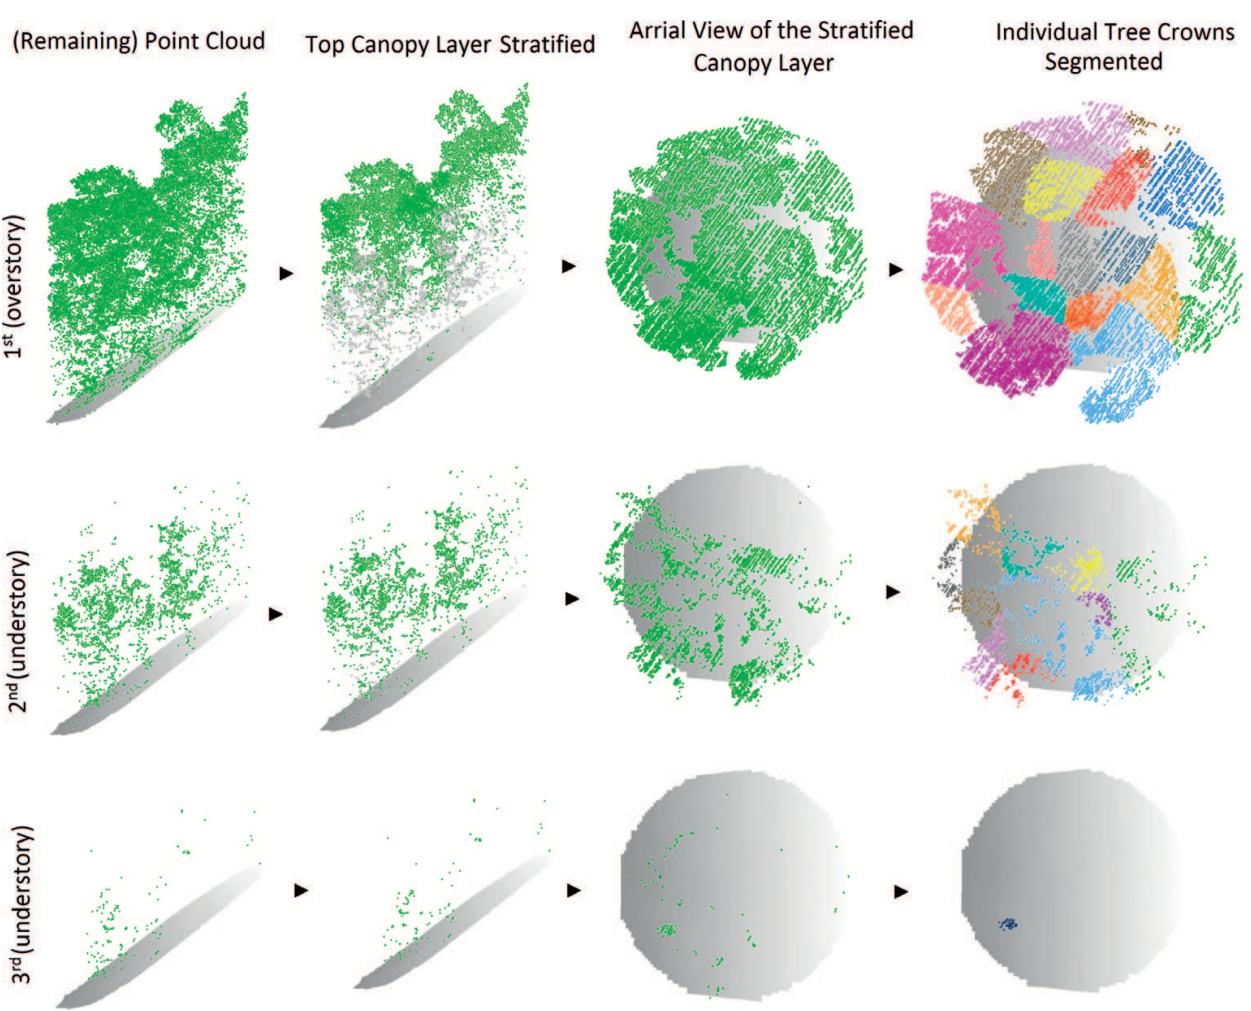 (Remaining) Point Cloud
Top Canopy Layer Stratified
Arrial View of the Stratified
Canopy Layer
Individual Tree Crowns
Segmented
1st (overstory)
2nd (understory)
3rd (understory)